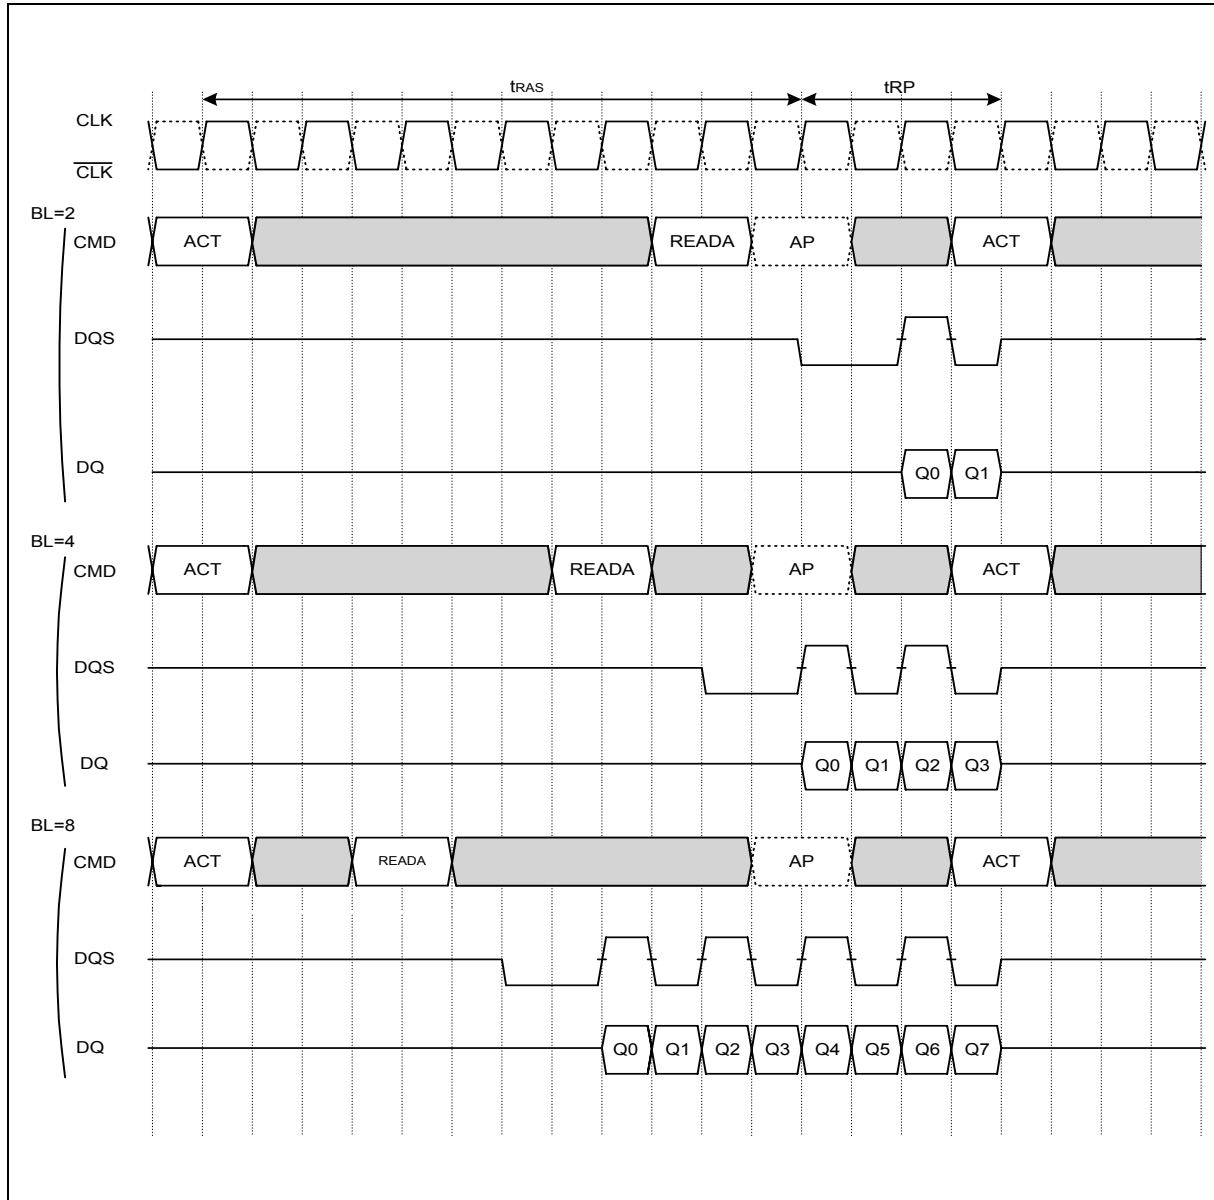 tRAS tRP
CLK
CLK
BL=2
CMD ACT READA AP ACT
DQS
DQ Q0 Q1
BL=4
CMD ACT READA AP ACT
DQS
DQ Q0 Q1 Q2 Q3
BL=8
CMD ACT READA AP ACT
DQS
DQ Q0 Q1 Q2 Q3 Q4 Q5 Q6 Q7